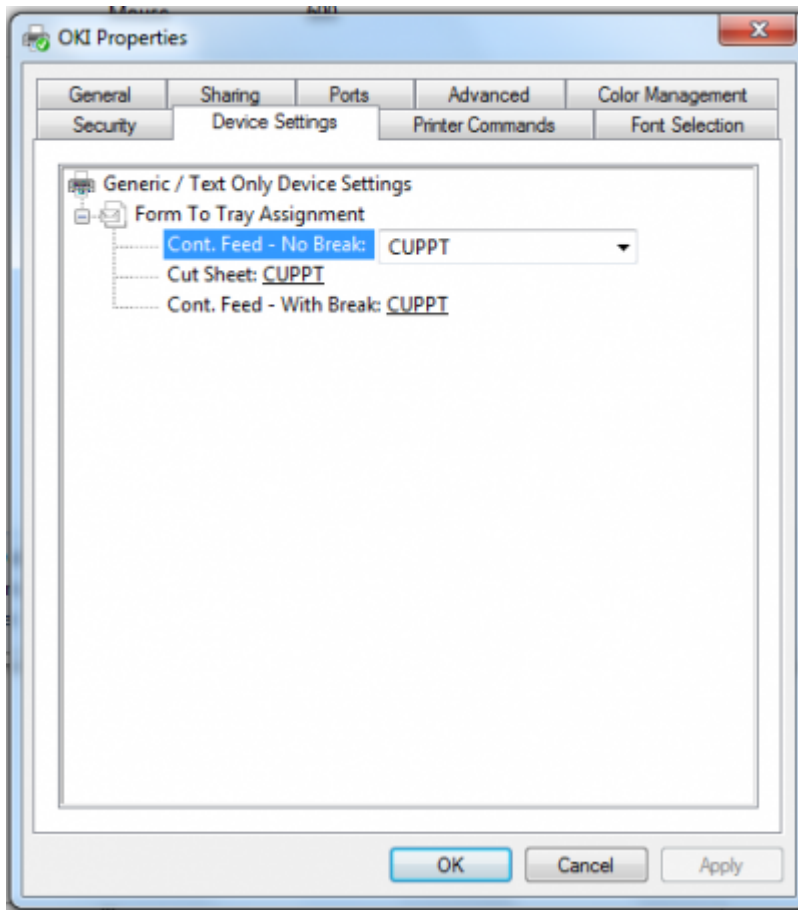 Mouse 600
OKI Properties
General Sharing Ports Advanced Color Management
Security Device Settings Printer Commands Font Selection
Generic / Text Only Device Settings
Form To Tray Assignment
Cont. Feed - No Break: CUPPT
Cut Sheet: CUPPT
Cont. Feed - With Break: CUPPT
OK Cancel Apply